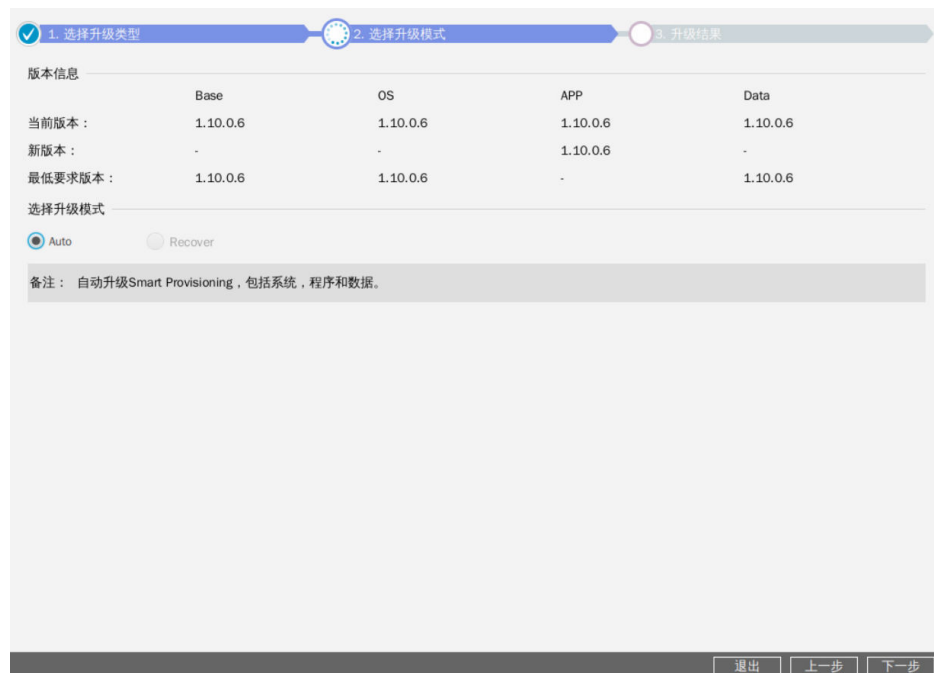 1. 选择升级类型 2. 选择升级模式 3. 升级结果
版本信息
Base OS APP Data
当前版本： 1.10.0.6 1.10.0.6 1.10.0.6 1.10.0.6
新版本： - - 1.10.0.6 -
最低要求版本： 1.10.0.6 1.10.0.6 - 1.10.0.6
选择升级模式
Auto Recover
备注： 自动升级Smart Provisioning，包括系统，程序和数据。
退出 上一步 下一步